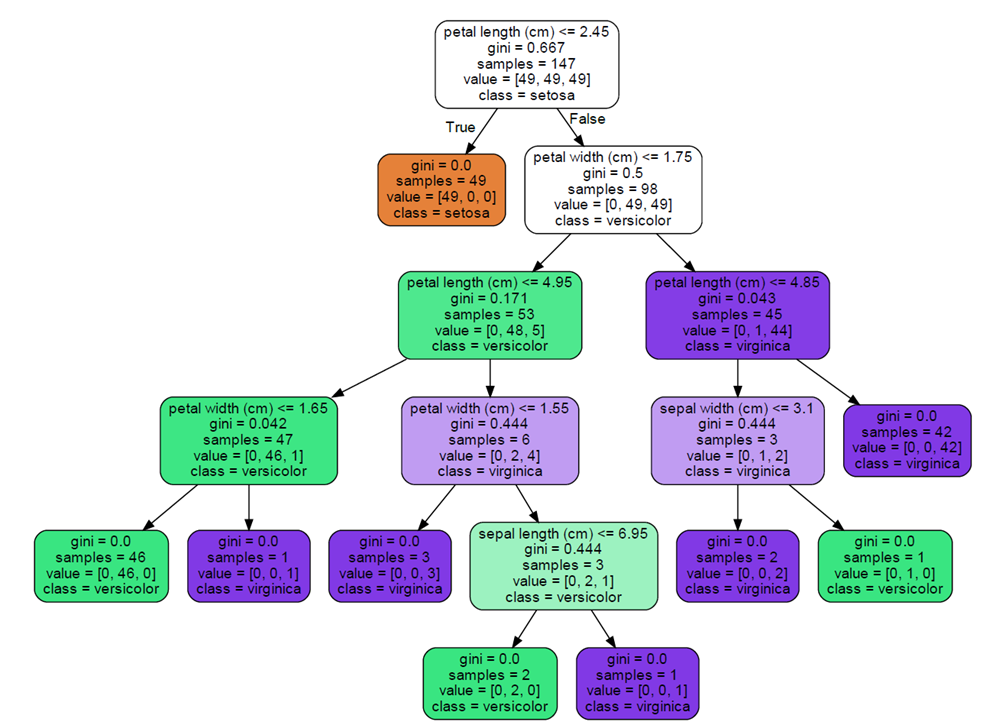 petal length (cm) <= 2.45
gini = 0.667
samples = 147
value = [49, 49, 49]
class = setosa
True
False
gini = 0.0
samples = 49
value = [49, 0, 0]
class = setosa
petal width (cm) <= 1.75
gini = 0.5
samples = 98
value = [0, 49, 49]
class = versicolor
petal length (cm) <= 4.95
gini = 0.171
samples = 53
value = [0, 48, 5]
class = versicolor
petal length (cm) <= 4.85
gini = 0.043
samples = 45
value = [0, 1, 44]
class = virginica
petal width (cm) <= 1.65
gini = 0.042
samples = 47
value = [0, 46, 1]
class = versicolor
petal width (cm) <= 1.55
gini = 0.444
samples = 6
value = [0, 2, 4]
class = virginica
sepal width (cm) <= 3.1
gini = 0.444
samples = 3
value = [0, 1, 2]
class = virginica
gini = 0.0
samples = 42
value = [0, 0, 42]
class = virginica
gini = 0.0
samples = 46
value = [0, 46, 0]
class = versicolor
gini = 0.0
samples = 1
value = [0, 0, 1]
class = virginica
gini = 0.0
samples = 3
value = [0, 0, 3]
class = virginica
sepal length (cm) <= 6.95
gini = 0.444
samples = 3
value = [0, 2, 1]
class = versicolor
gini = 0.0
samples = 2
value = [0, 0, 2]
class = virginica
gini = 0.0
samples = 1
value = [0, 1, 0]
class = versicolor
gini = 0.0
samples = 2
value = [0, 2, 0]
class = versicolor
gini = 0.0
samples = 1
value = [0, 0, 1]
class = virginica